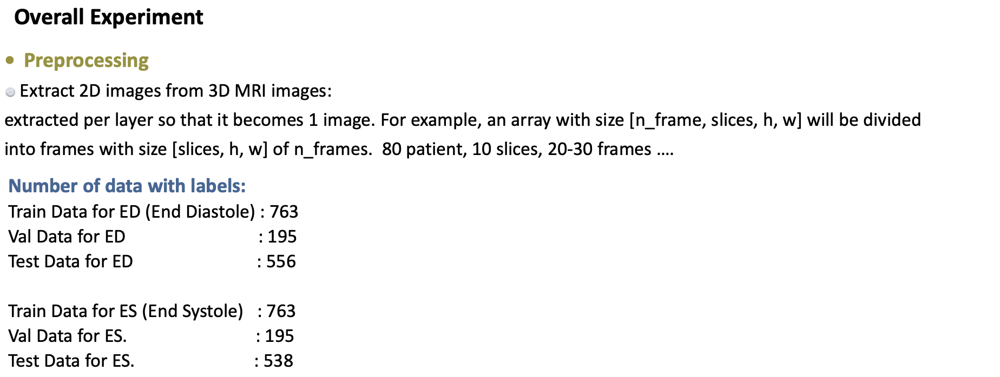 Overall Experiment
• Preprocessing
Extract 2D images from 3D MRI images:
extracted per layer so that it becomes 1 image. For example, an array with size [n_frame, slices, h, w] will be divided
into frames with size [slices, h, w] of n_frames.  80 patient, 10 slices, 20-30 frames ....
Number of data with labels:
Train Data for ED (End Diastole) : 763
Val Data for ED : 195
Test Data for ED : 556
Train Data for ES (End Systole) : 763
Val Data for ES. : 195
Test Data for ES. : 538